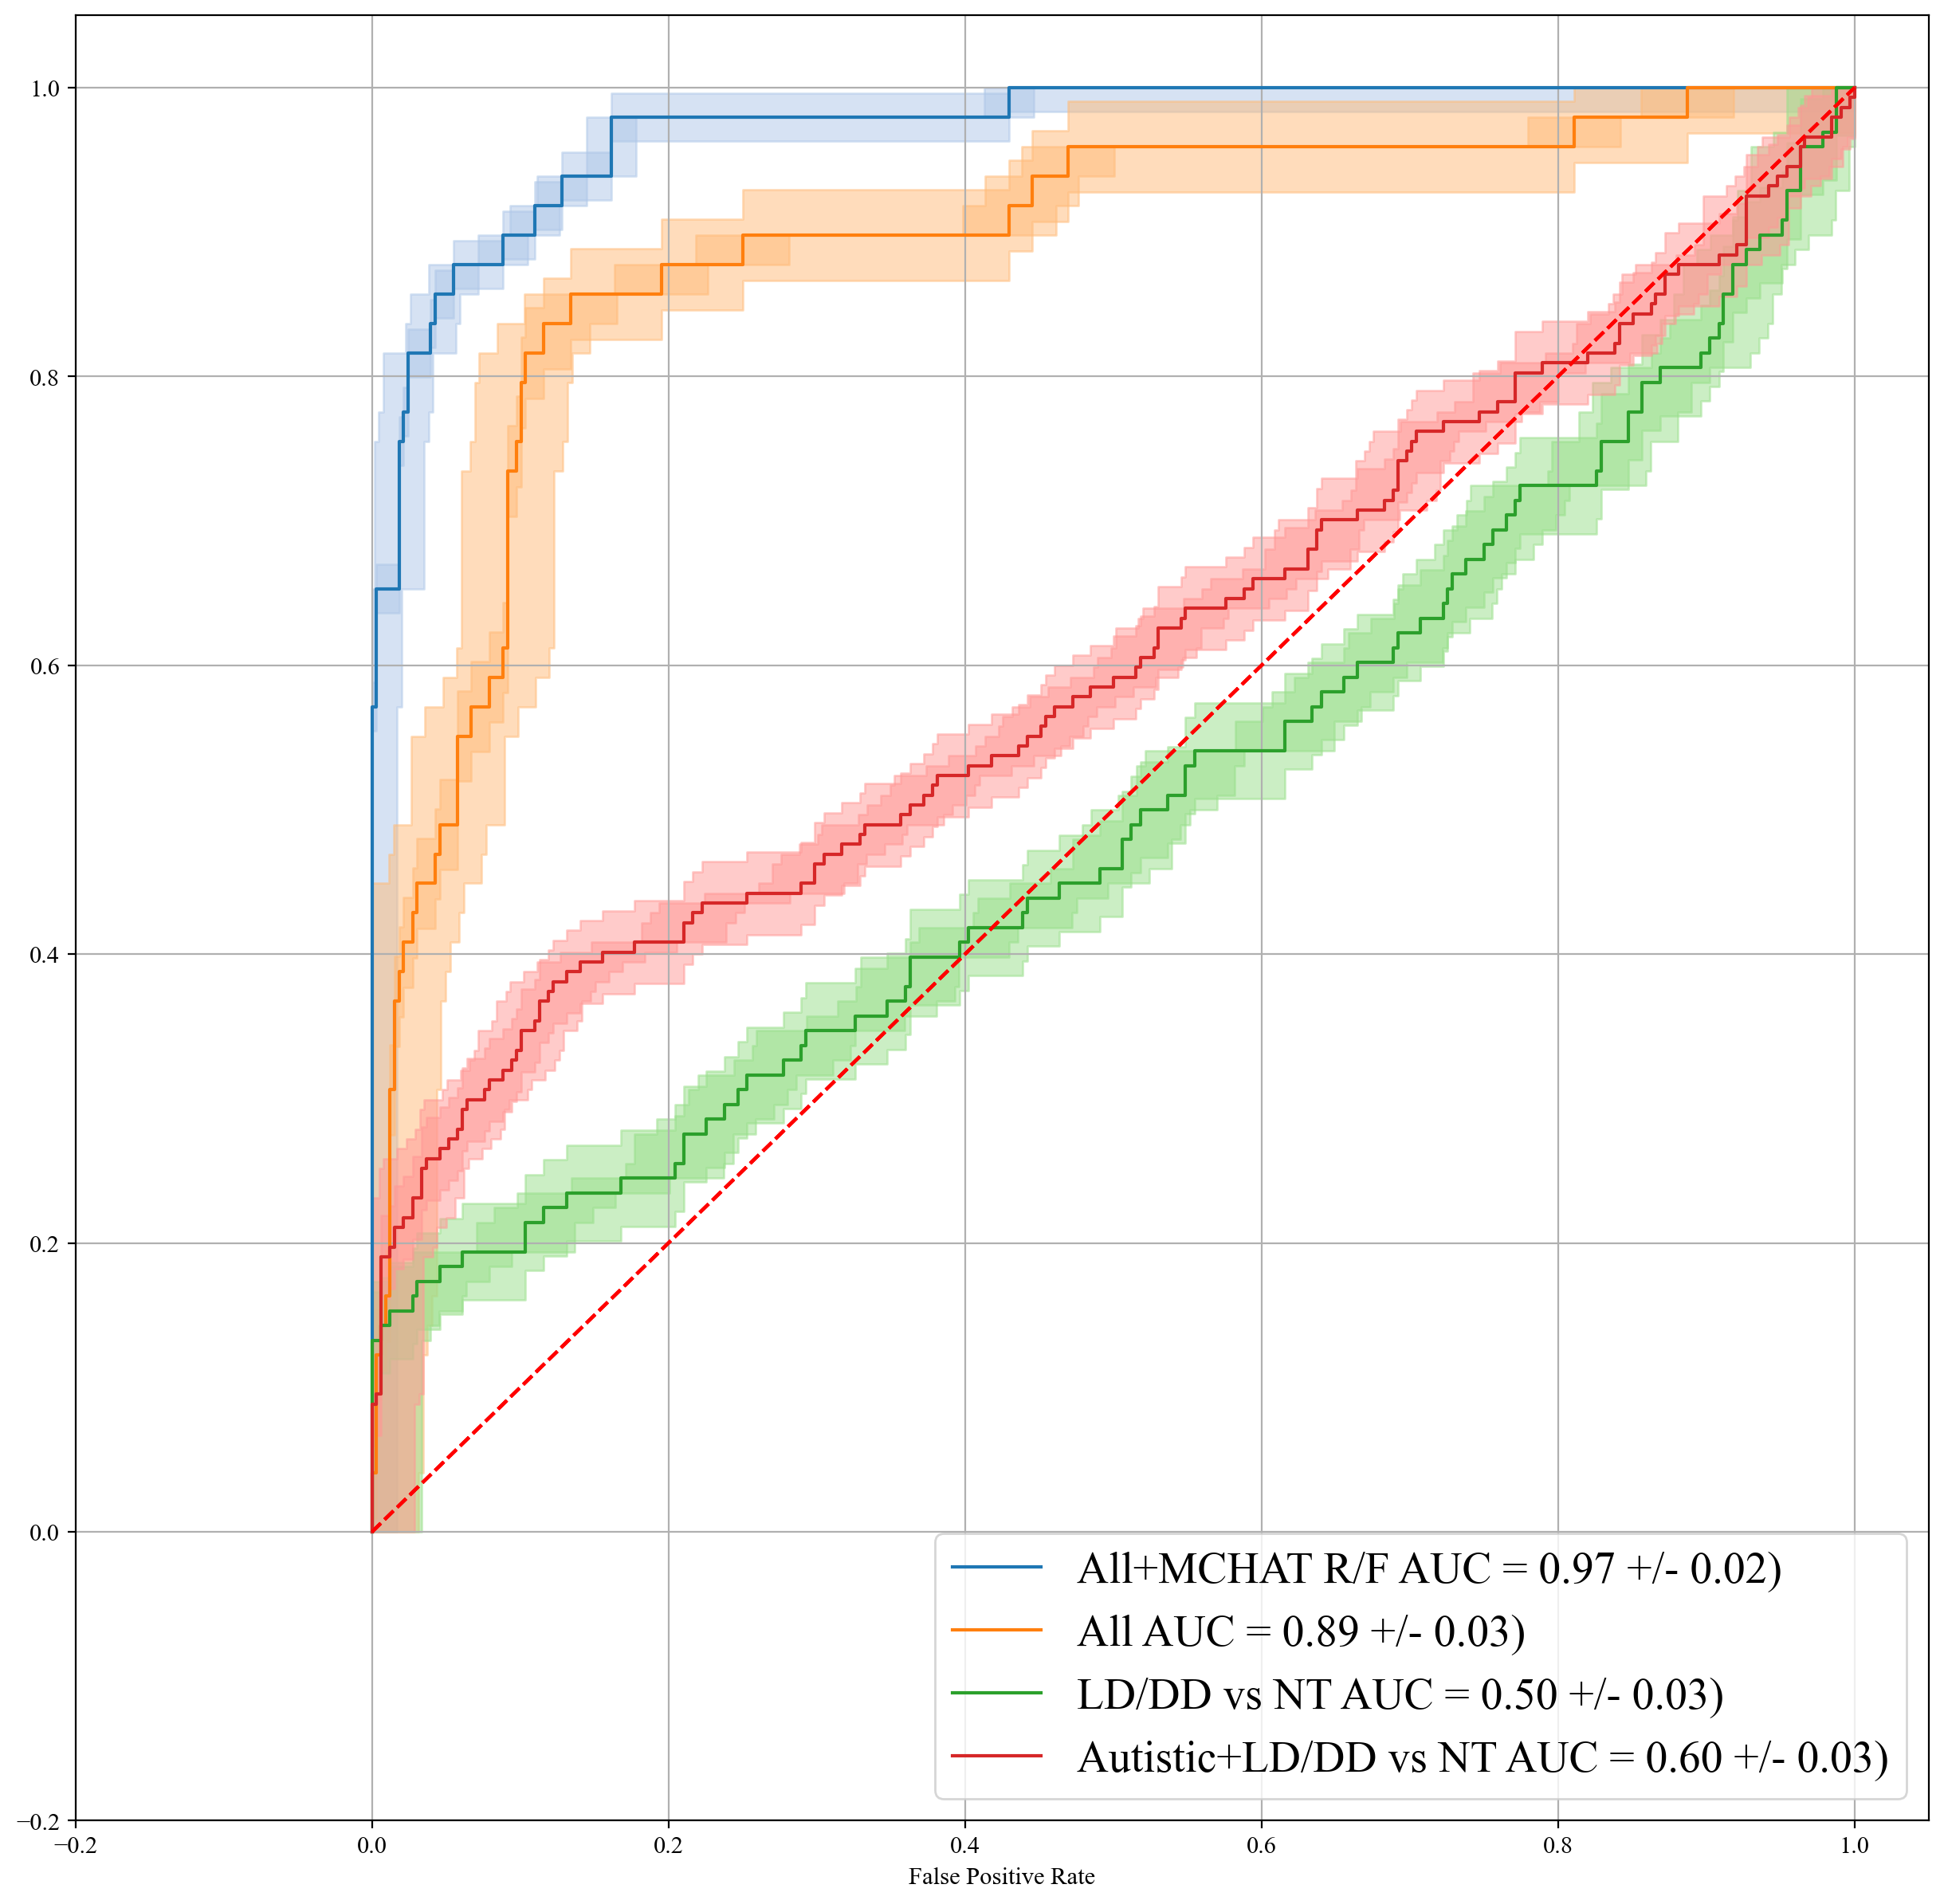 1.0
0.8
0.6
0.4
0.2
0.0
−0.2
−0.2 0.0 0.2 0.4 0.6 0.8 1.0
False Positive Rate
All+MCHAT R/F AUC = 0.97 +/- 0.02)
All AUC = 0.89 +/- 0.03)
LD/DD vs NT AUC = 0.50 +/- 0.03)
Autistic+LD/DD vs NT AUC = 0.60 +/- 0.03)